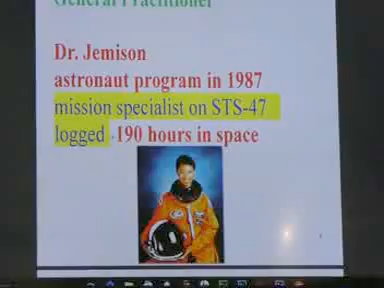 General Practitioner
Dr. Jemison
astronaut program in 1987
mission specialist on STS-47
logged 190 hours in space